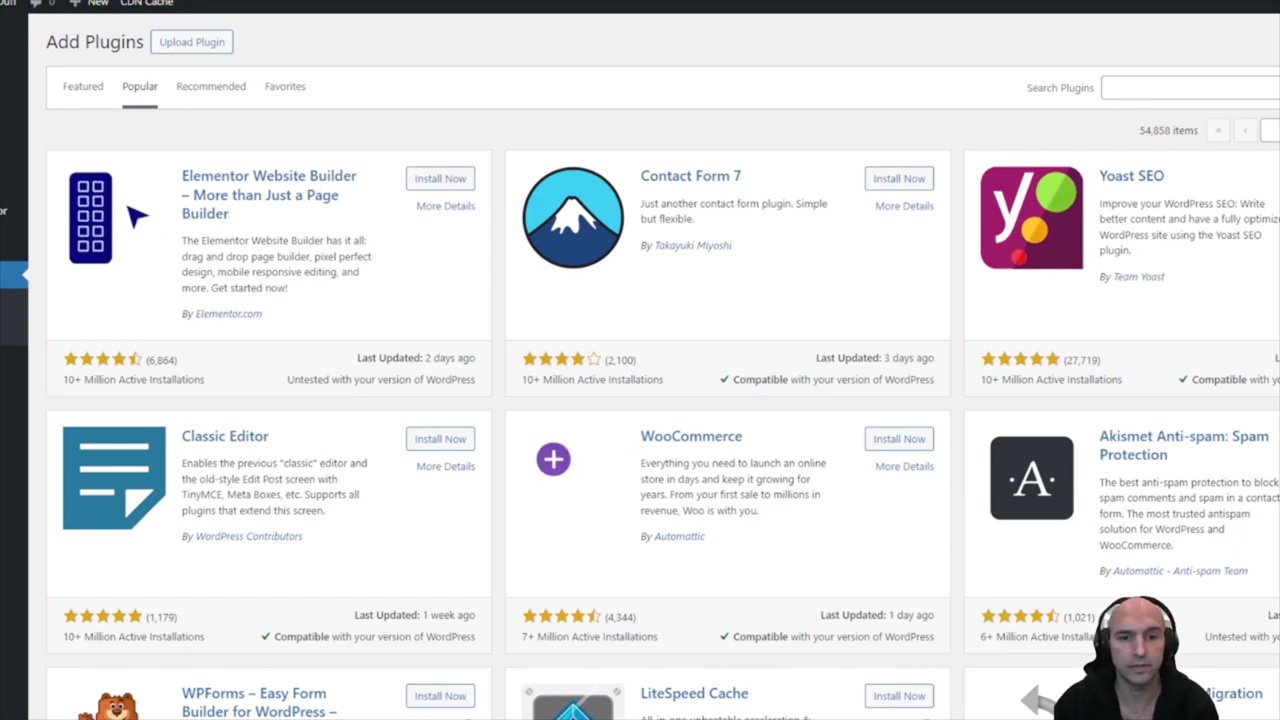 0 New CDN Cache
Add Plugins Upload Plugin
Featured Popular Recommended Favorites Search Plugins
54,858 items « ‹
Elementor Website Builder
– More than Just a Page
Builder
Install Now
More Details
The Elementor Website Builder has it all:
drag and drop page builder, pixel perfect
design, mobile responsive editing, and
more. Get started now!
By Elementor.com
(6,864)
Last Updated: 2 days ago
10+ Million Active Installations
Untested with your version of WordPress
Contact Form 7
Install Now
More Details
Just another contact form plugin. Simple
but flexible.
By Takayuki Miyoshi
(2,100)
Last Updated: 3 days ago
10+ Million Active Installations
Compatible with your version of WordPress
y
Yoast SEO
Improve your WordPress SEO: Write
better content and have a fully optimize
WordPress site using the Yoast SEO
plugin.
By Team Yoast
(27,719)
10+ Million Active Installations
Compatible with your
Classic Editor
Install Now
More Details
Enables the previous "classic" editor and
the old-style Edit Post screen with
TinyMCE, Meta Boxes, etc. Supports all
plugins that extend this screen.
By WordPress Contributors
(1,179)
Last Updated: 1 week ago
10+ Million Active Installations
Compatible with your version of WordPress
WooCommerce
Install Now
More Details
Everything you need to launch an online
store in days and keep it growing for
years. From your first sale to millions in
revenue, Woo is with you.
By Automattic
(4,344)
Last Updated: 1 day ago
7+ Million Active Installations
Compatible with your version of WordPress
·A·
Akismet Anti-spam: Spam
Protection
The best anti-spam protection to block
spam comments and spam in a contact
form. The most trusted antispam
solution for WordPress and
WooCommerce.
By Automattic - Anti-spam Team
(1,021)
6+ Million Active Installa
Untested with your
WPForms – Easy Form
Builder for WordPress –
Install Now
LiteSpeed Cache
Install Now
Migration